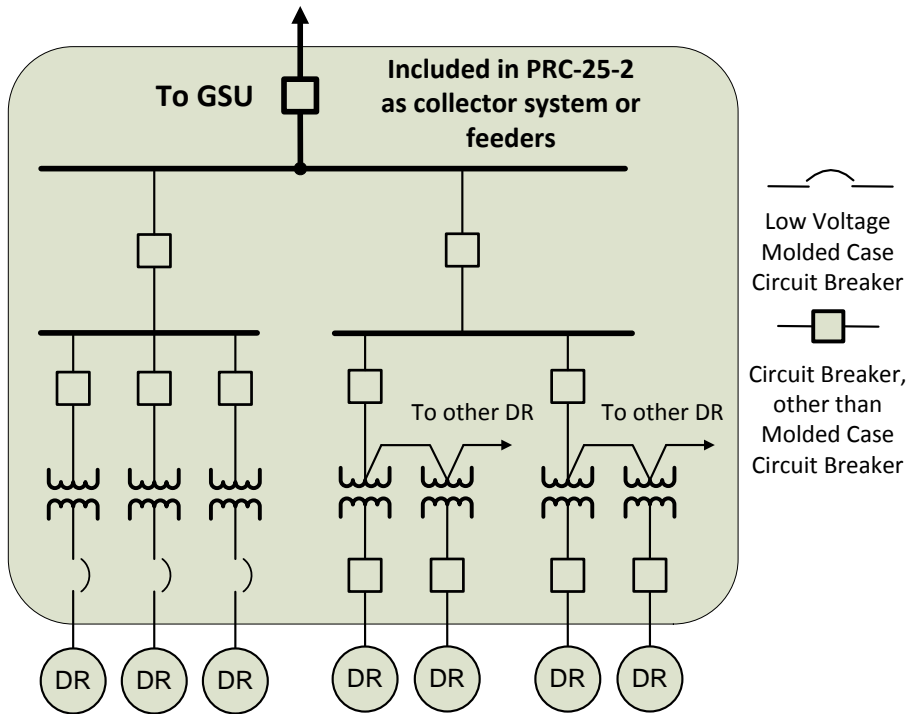 To GSU
Included in PRC-25-2
as collector system or
feeders
Low Voltage
Molded Case
Circuit Breaker
Circuit Breaker,
other than
Molded Case
Circuit Breaker
To other DR
To other DR
DR
DR
DR
DR
DR
DR
DR